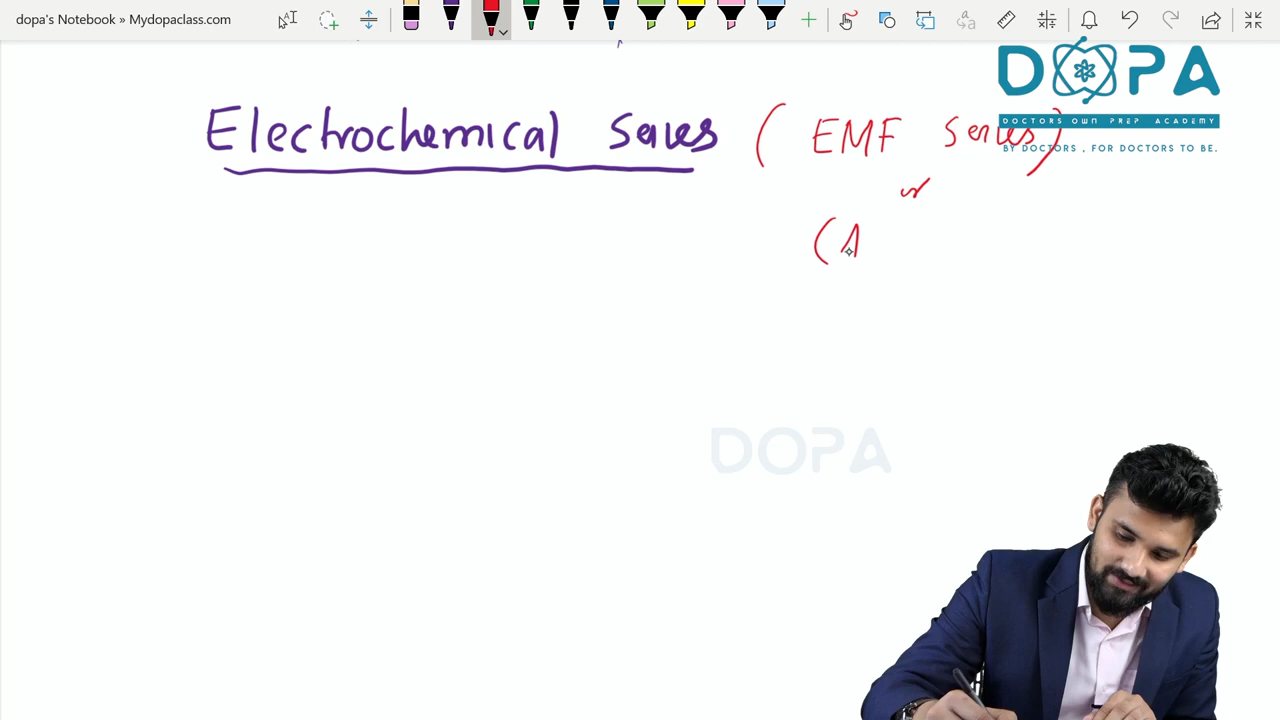 dopa's Notebook » Mydopaclass.com
DOPA
DOCTORS OWN PREP ACADEMY
BY DOCTORS , FOR DOCTORS TO BE.
Electrochemical Series ( EMF Series)
or
(A
DOPA